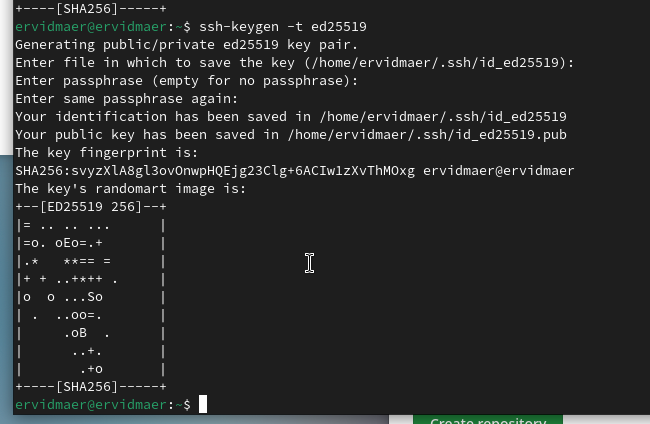 +----[SHA256]-----+
ervidmaer@ervidmaer:~$ ssh-keygen -t ed25519
Generating public/private ed25519 key pair.
Enter file in which to save the key (/home/ervidmaer/.ssh/id_ed25519):
Enter passphrase (empty for no passphrase):
Enter same passphrase again:
Your identification has been saved in /home/ervidmaer/.ssh/id_ed25519
Your public key has been saved in /home/ervidmaer/.ssh/id_ed25519.pub
The key fingerprint is:
SHA256:svyzXlA8gl3ovOnwpHQEjg23Clg+6ACIw1zXvThMOxg ervidmaer@ervidmaer
The key's randomart image is:
+--[ED25519 256]--+
|= .. .. ...      |
|=o. oEo=.+       |
|.*   **== =      |
|+ + ..+*++ .     |
|o  o ...So       |
| .  ..oo=.       |
|     .oB  .      |
|      ..+.       |
|       .+o       |
+----[SHA256]-----+
ervidmaer@ervidmaer:~$
Create repository